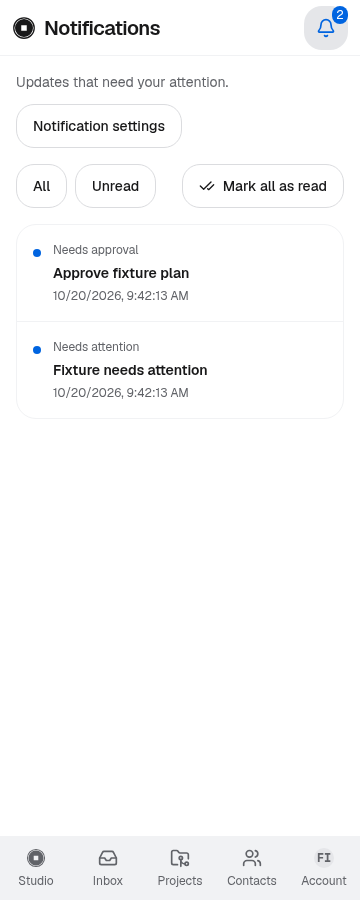 Notifications
2
Updates that need your attention.
Notification settings
All
Unread
Mark all as read
Needs approval
Approve fixture plan
10/20/2026, 9:42:13 AM
Needs attention
Fixture needs attention
10/20/2026, 9:42:13 AM
FI
Studio
Inbox
Projects
Contacts
Account